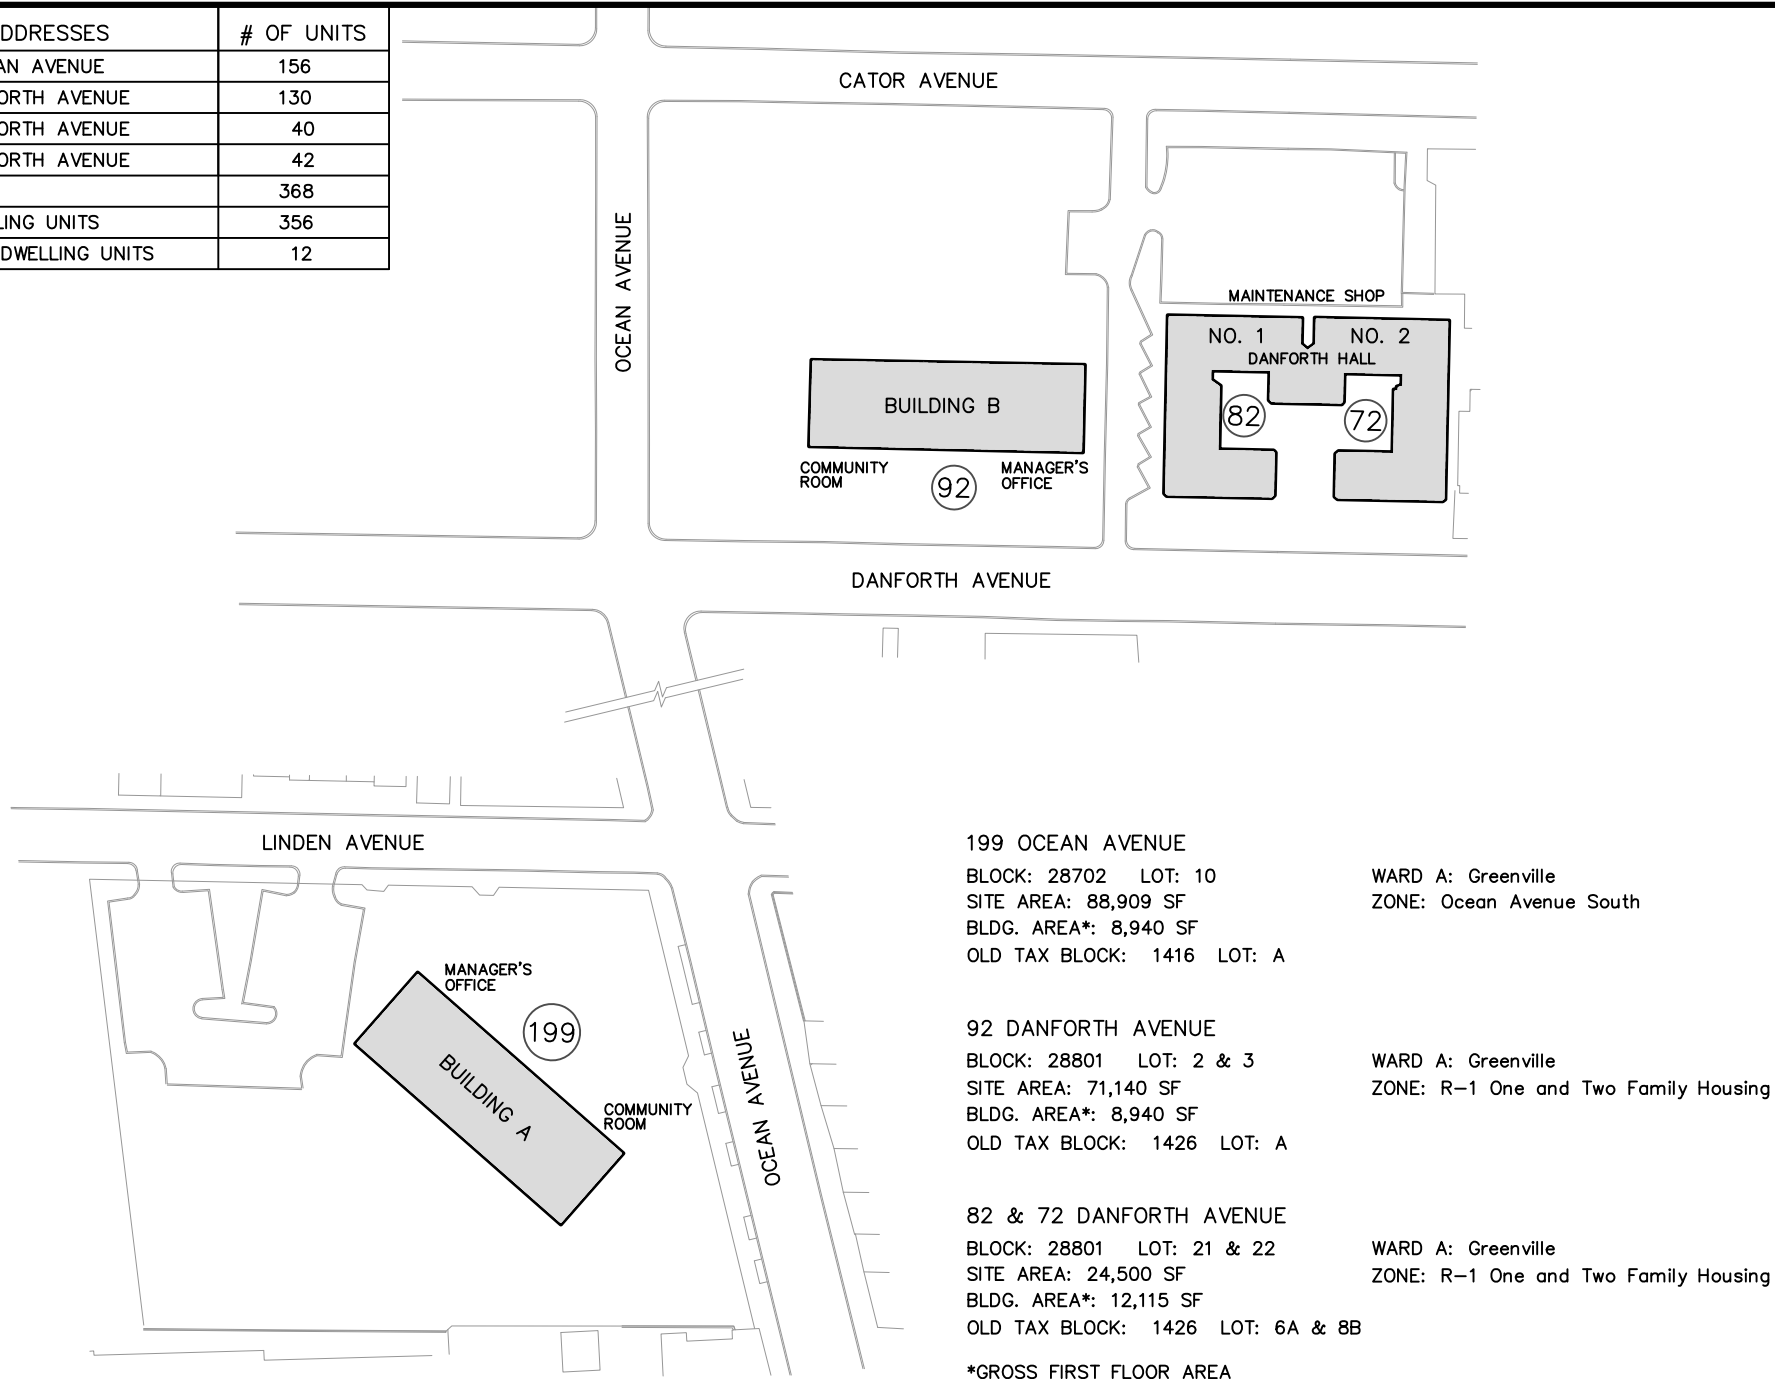 DDRESSES # OF UNITS
AN AVENUE 156
ORTH AVENUE 130
ORTH AVENUE 40
ORTH AVENUE 42
368
LING UNITS 356
DWELLING UNITS 12
CATOR AVENUE
OCEAN AVENUE
MAINTENANCE SHOP
NO. 1 NO. 2
DANFORTH HALL
82 72
BUILDING B
COMMUNITY
ROOM
92
MANAGER'S
OFFICE
DANFORTH AVENUE
LINDEN AVENUE
MANAGER'S
OFFICE
199
BUILDING A
COMMUNITY
ROOM
OCEAN AVENUE
199 OCEAN AVENUE
BLOCK: 28702 LOT: 10 WARD A: Greenville
SITE AREA: 88,909 SF ZONE: Ocean Avenue South
BLDG. AREA*: 8,940 SF
OLD TAX BLOCK: 1416 LOT: A
92 DANFORTH AVENUE
BLOCK: 28801 LOT: 2 & 3 WARD A: Greenville
SITE AREA: 71,140 SF ZONE: R-1 One and Two Family Housing
BLDG. AREA*: 8,940 SF
OLD TAX BLOCK: 1426 LOT: A
82 & 72 DANFORTH AVENUE
BLOCK: 28801 LOT: 21 & 22 WARD A: Greenville
SITE AREA: 24,500 SF ZONE: R-1 One and Two Family Housing
BLDG. AREA*: 12,115 SF
OLD TAX BLOCK: 1426 LOT: 6A & 8B
*GROSS FIRST FLOOR AREA